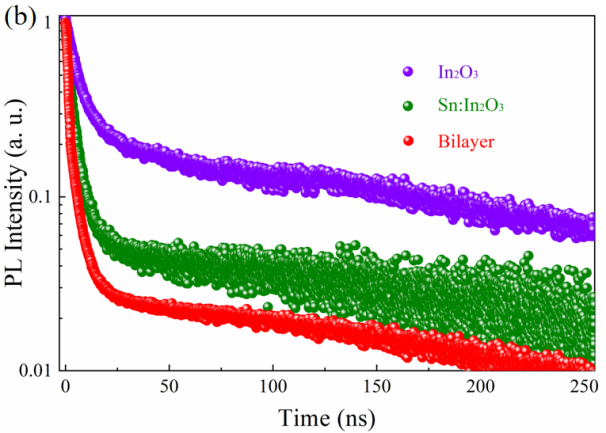 (b)
1
0.1
0.01
PL Intensity (a. u.)
In₂O₃
Sn:In₂O₃
Bilayer
0 50 100 150 200 250
Time (ns)